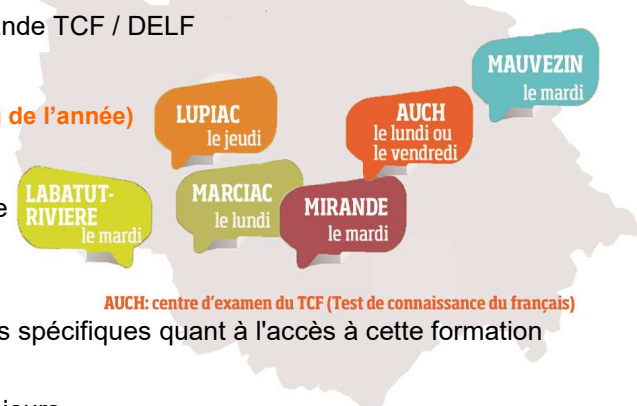 ande TCF / DELF
MAUVEZIN
le mardi
de l'année)
LUPIAC
le jeudi
AUCH
le lundi ou
le vendredi
e
LABATUT-
RIVIERE
le mardi
MARCIAC
le lundi
MIRANDE
le mardi
AUCH: centre d'examen du TCF (Test de connaissance du français)
s spécifiques quant à l'accès à cette formation
jours